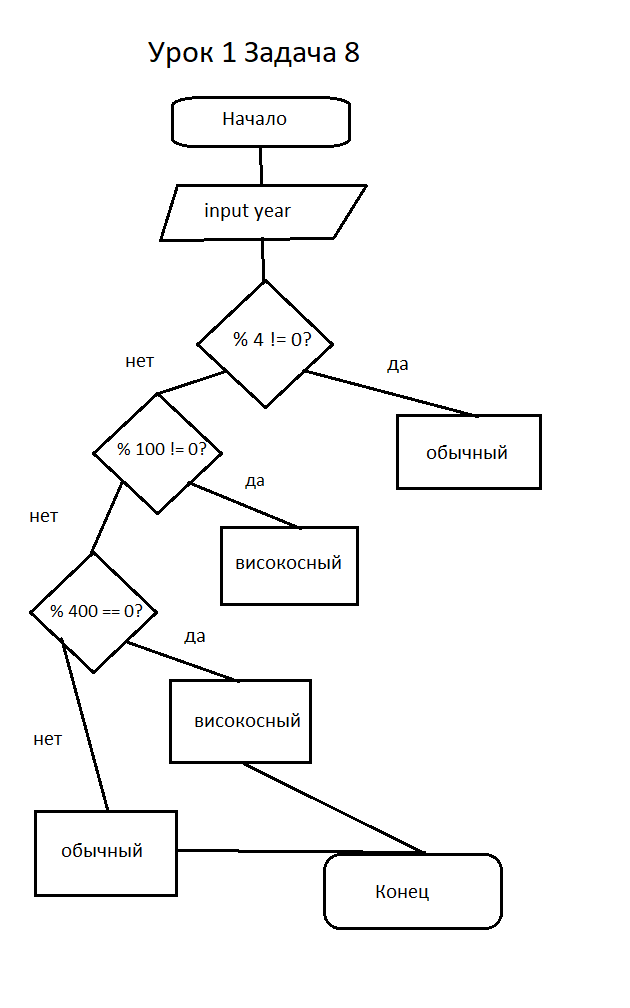 Урок 1 Задача 8
Начало
input year
% 4 != 0?
нет
да
% 100 != 0?
обычный
да
нет
високосный
% 400 == 0?
да
високосный
нет
обычный
Конец